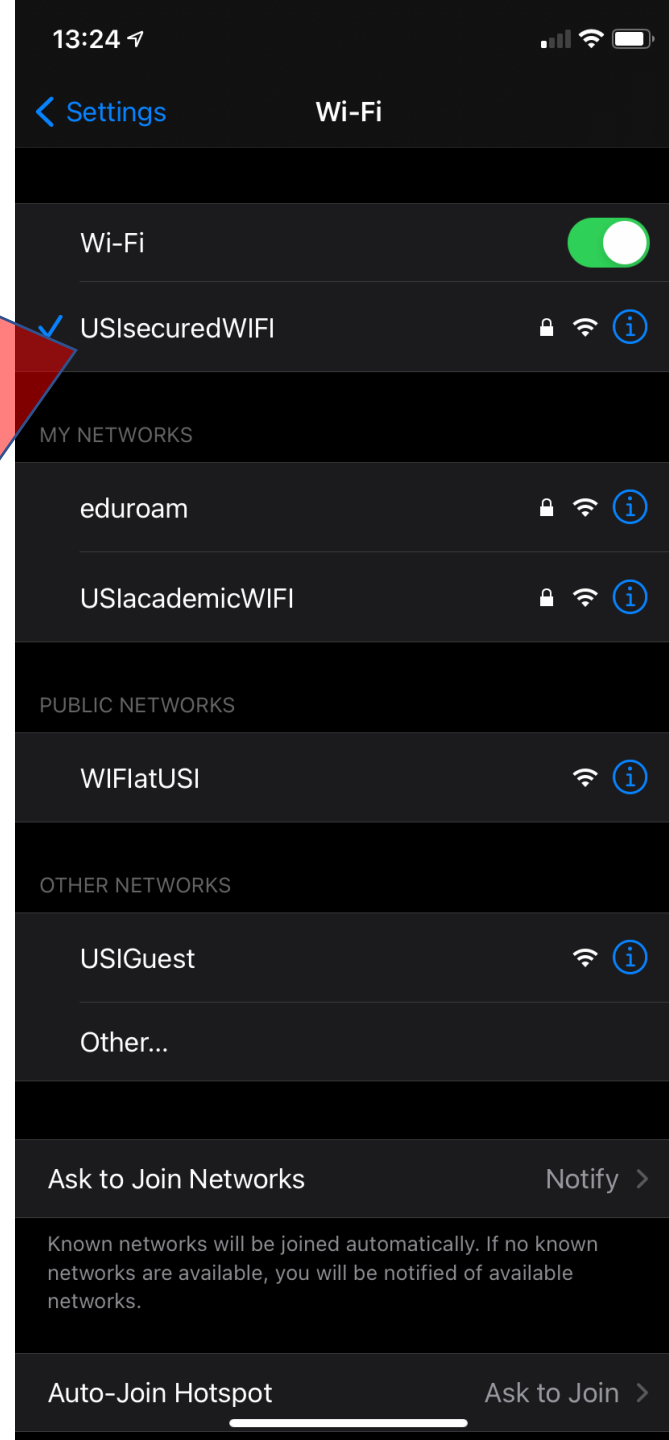 13:24
Settings
Wi-Fi
Wi-Fi
USIsecuredWIFI
MY NETWORKS
eduroam
USIacademicWIFI
PUBLIC NETWORKS
WIFIatUSI
OTHER NETWORKS
USIGuest
Other...
Ask to Join Networks Notify
Known networks will be joined automatically. If no known
networks are available, you will be notified of available
networks.
Auto-Join Hotspot Ask to Join